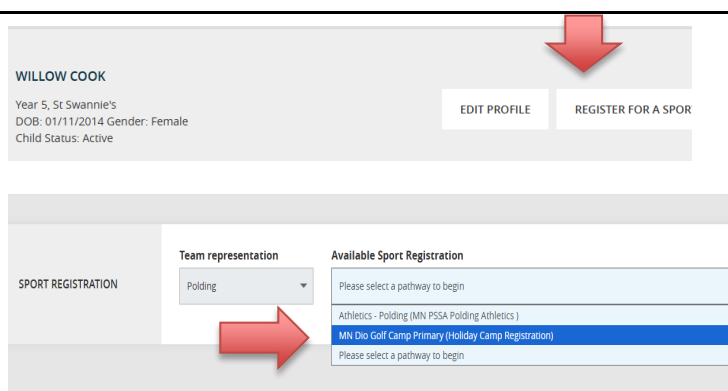 WILLOW COOK
Year 5, St Swannie's
DOB: 01/11/2014 Gender: Female
Child Status: Active
EDIT PROFILE
REGISTER FOR A SPOR
Team representation
Available Sport Registration
SPORT REGISTRATION
Polding
Please select a pathway to begin
Athletics - Polding (MN PSSA Polding Athletics )
MN Dio Golf Camp Primary (Holiday Camp Registration)
Please select a pathway to begin